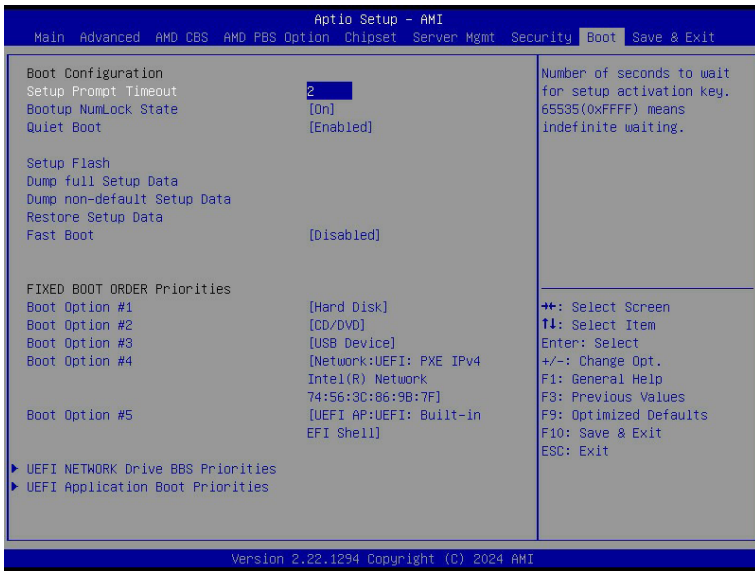 Aptio Setup – AMI
Main Advanced AMD CBS AMD PBS Option Chipset Server Mgmt Security Boot Save & Exit
Boot Configuration
Setup Prompt Timeout 2
Bootup NumLock State [On]
Quiet Boot [Enabled]
Setup Flash
Dump full Setup Data
Dump non-default Setup Data
Restore Setup Data
Fast Boot [Disabled]
FIXED BOOT ORDER Priorities
Boot Option #1 [Hard Disk]
Boot Option #2 [CD/DVD]
Boot Option #3 [USB Device]
Boot Option #4 [Network:UEFI: PXE IPv4
Intel(R) Network
74:56:3C:86:9B:7F]
Boot Option #5 [UEFI AP:UEFI: Built-in
EFI Shell]
UEFI NETWORK Drive BBS Priorities
UEFI Application Boot Priorities
Number of seconds to wait
for setup activation key.
65535(0xFFFF) means
indefinite waiting.
→←: Select Screen
↑↓: Select Item
Enter: Select
+/-: Change Opt.
F1: General Help
F3: Previous Values
F9: Optimized Defaults
F10: Save & Exit
ESC: Exit
Version 2.22.1294 Copyright (C) 2024 AMI